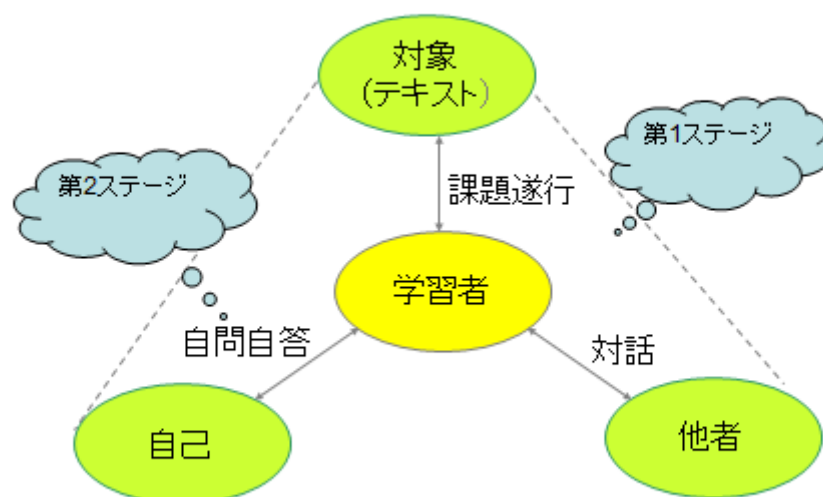 対象
(テキスト)
第1ステージ
第2ステージ
課題遂行
学習者
自問自答
対話
自己
他者